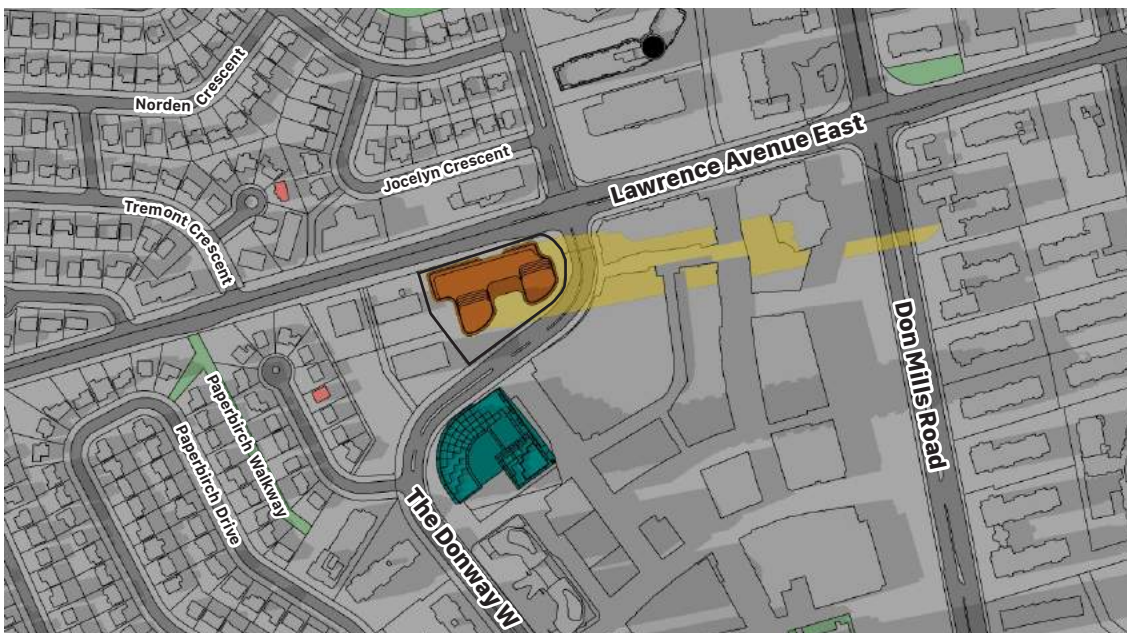 Norden Crescent
Jocelyn Crescent
Lawrence Avenue East
Tremont Crescent
Don Mills Road
Paperbirch Walkway
Paperbirch Drive
The Donway W